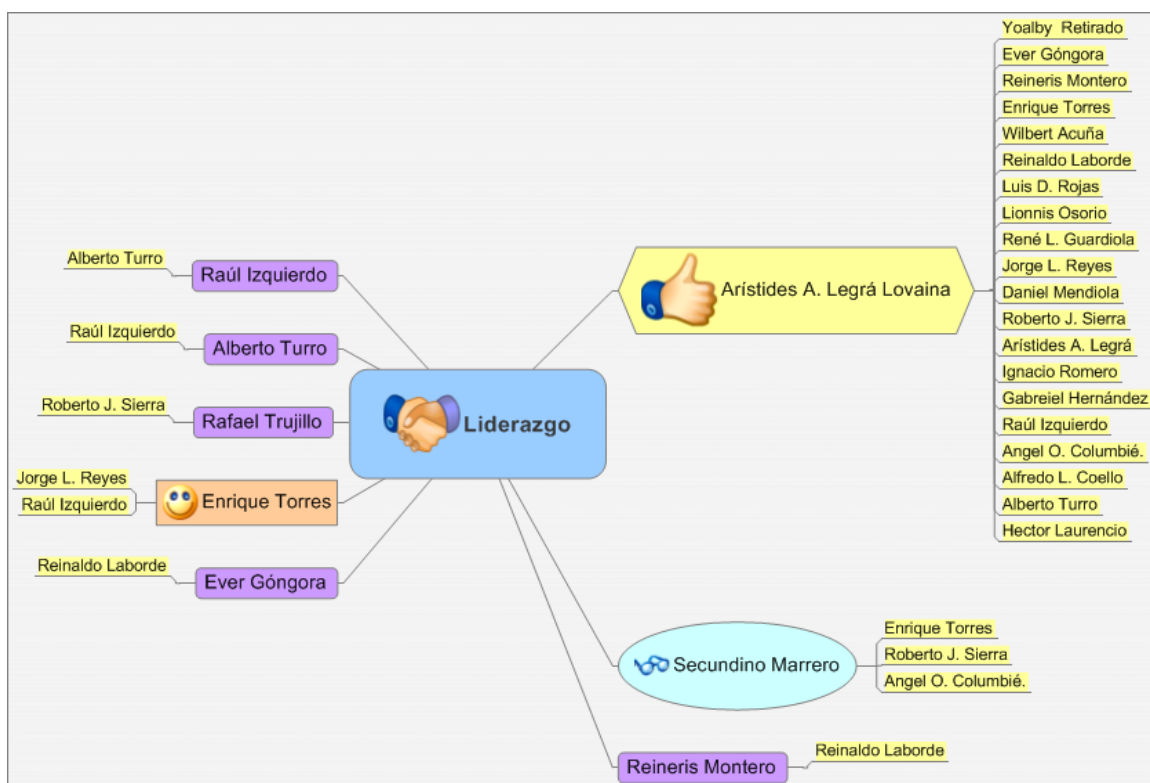 Liderazgo
Arístides A. Legrá Lovaina
Yoalby Retirado
Ever Góngora
Reineris Montero
Enrique Torres
Wilbert Acuña
Reinaldo Laborde
Luis D. Rojas
Lionnis Osorio
René L. Guardiola
Jorge L. Reyes
Daniel Mendiola
Roberto J. Sierra
Arístides A. Legrá
Ignacio Romero
Gabreiel Hernández
Raúl Izquierdo
Angel O. Columbié.
Alfredo L. Coello
Alberto Turro
Hector Laurencio
Secundino Marrero
Enrique Torres
Roberto J. Sierra
Angel O. Columbié.
Reineris Montero
Reinaldo Laborde
Raúl Izquierdo
Alberto Turro
Alberto Turro
Raúl Izquierdo
Rafael Trujillo
Roberto J. Sierra
Enrique Torres
Jorge L. Reyes
Raúl Izquierdo
Ever Góngora
Reinaldo Laborde